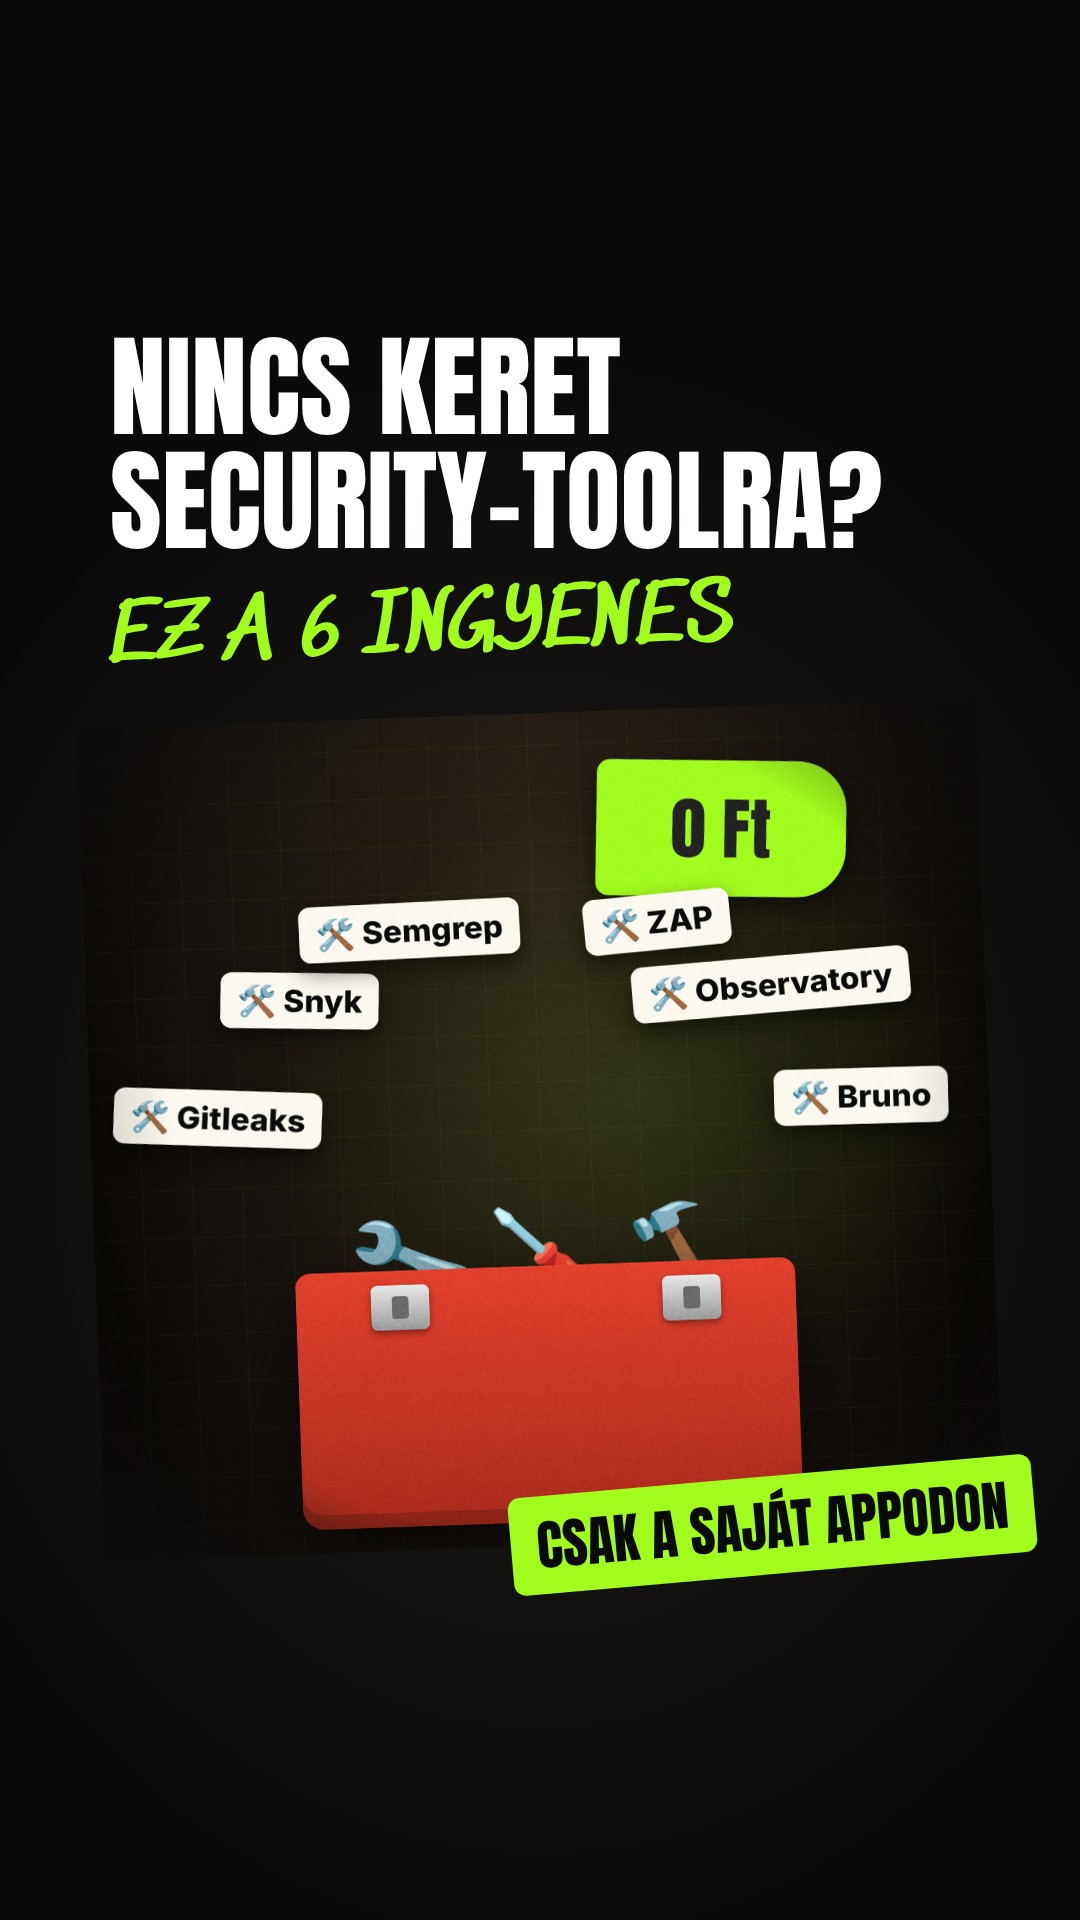 NINCS KERET
SECURITY-TOOLRA?
EZ A 6 INGYENES
0 Ft
Semgrep
ZAP
Snyk
Observatory
Gitleaks
Bruno
CSAK A SAJÁT APPODON